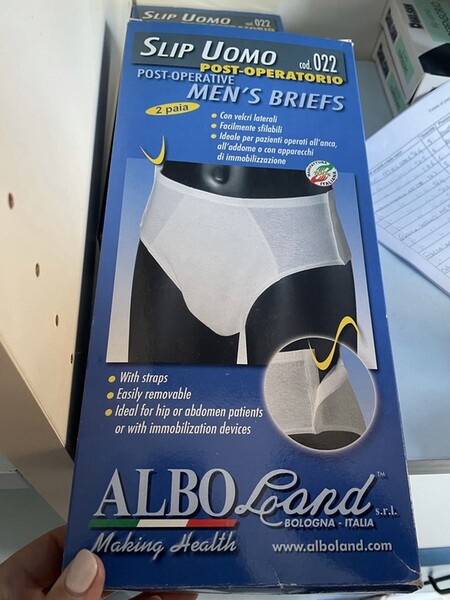 022
SLIP UOMO cod. 022
POST-OPERATORIO
POST-OPERATIVE
MEN'S BRIEFS
2 paia
• Con velcri laterali
• Facilmente sfilabili
• Ideale per pazienti operati all'anca,
all'addome o con apparecchi
di immobilizzazione
• With straps
• Easily removable
• Ideal for hip or abdomen patients
or with immobilization devices
ALBOLand™ s.r.l.
BOLOGNA - ITALIA
Making Health
www.alboland.com